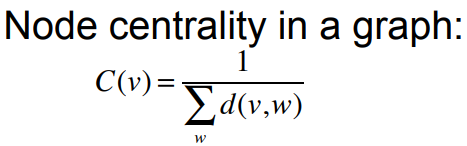 Node centrality in a graph:
C(v) = 1 / ∑_w d(v,w)